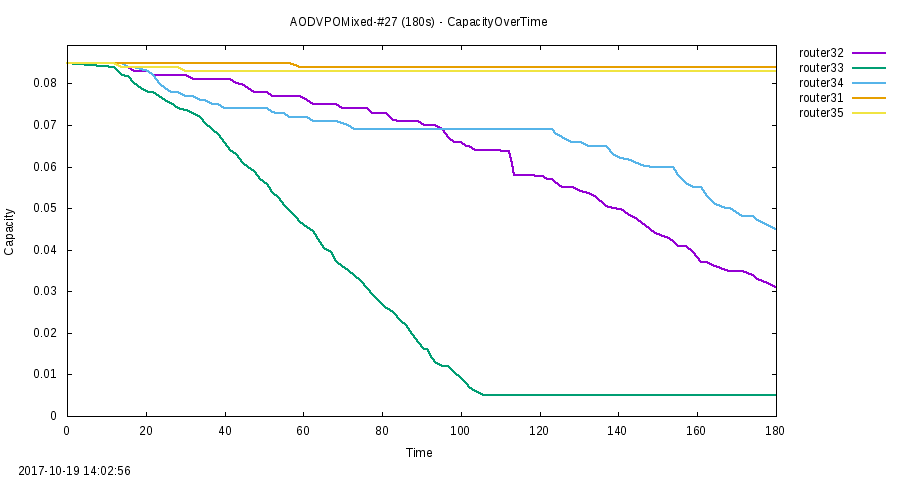 AODVPOMixed-#27 (180s) - CapacityOverTime
router32
router33
router34
router31
router35
0.08
0.07
0.06
0.05
0.04
0.03
0.02
0.01
0
Capacity
0 20 40 60 80 100 120 140 160 180
Time
2017-10-19 14:02:56